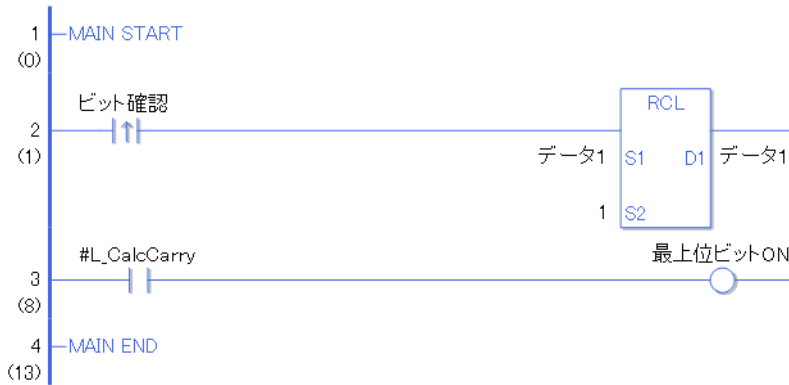 1 MAIN START
(0)
ビット確認
RCL
2
(1)
データ1 S1 D1 データ1
1 S2
#L_CalcCarry 最上位ビットON
3
(8)
4 MAIN END
(13)